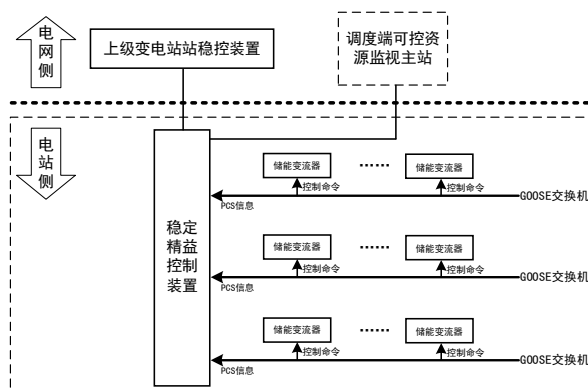 电网侧
上级变电站站稳控装置
调度端可控资
源监视主站
电站侧
稳定
精益
控制
装置
储能变流器
······
储能变流器
控制命令
控制命令
PCS信息
GOOSE交换机
储能变流器
······
储能变流器
控制命令
控制命令
PCS信息
GOOSE交换机
储能变流器
······
储能变流器
控制命令
控制命令
PCS信息
GOOSE交换机